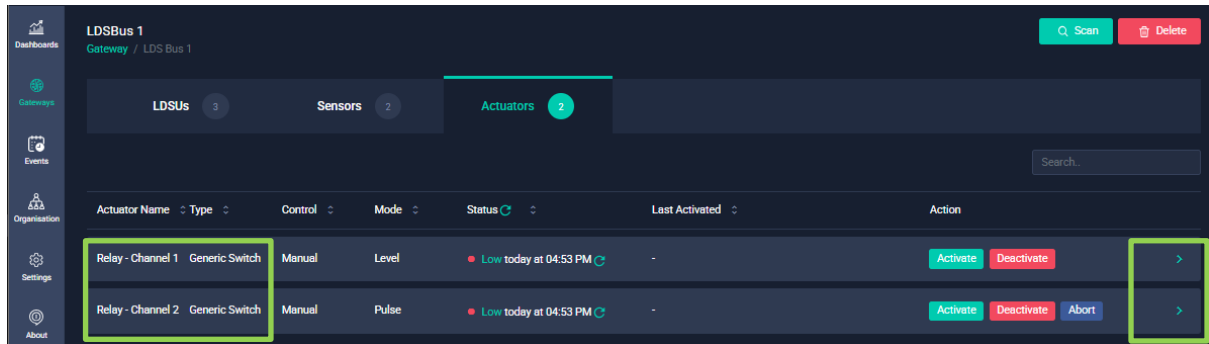 Dashboards
Gateways
Events
Organisation
Settings
About
LDSBus 1
Gateway / LDS Bus 1
Scan
Delete
LDSUs 3
Sensors 2
Actuators 2
Search..
Actuator Name Type Control Mode Status Last Activated Action
Relay - Channel 1 Generic Switch Manual Level Low today at 04:53 PM - Activate Deactivate
Relay - Channel 2 Generic Switch Manual Pulse Low today at 04:53 PM - Activate Deactivate Abort